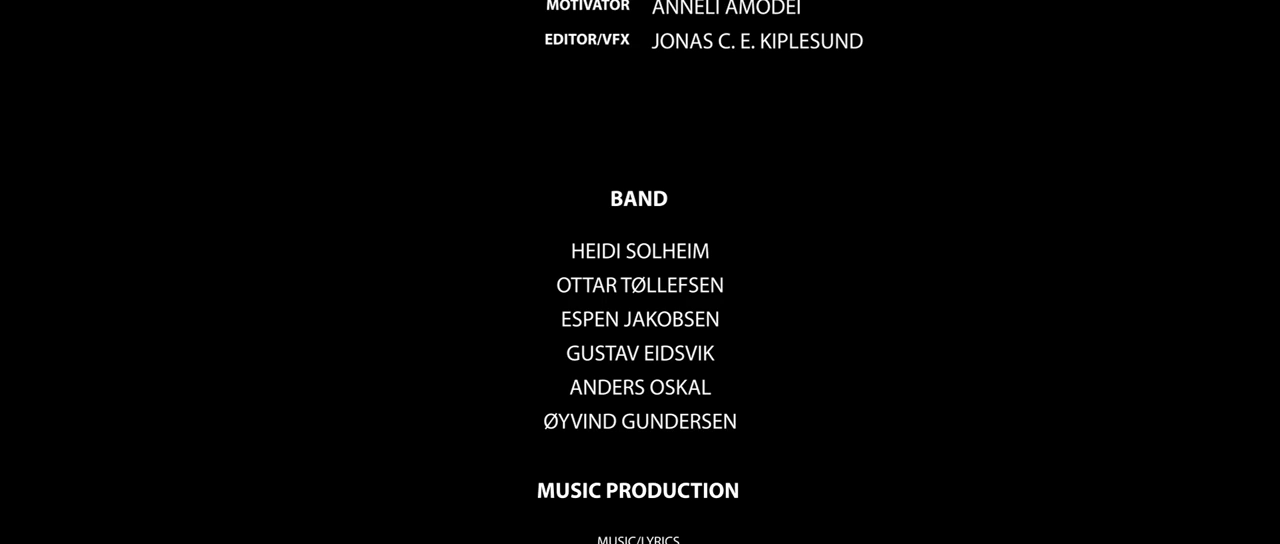 MOTIVATOR ANNELI AMODEI
EDITOR/VFX JONAS C. E. KIPLESUND
BAND
HEIDI SOLHEIM
OTTAR TØLLEFSEN
ESPEN JAKOBSEN
GUSTAV EIDSVIK
ANDERS OSKAL
ØYVIND GUNDERSEN
MUSIC PRODUCTION
MUSIC/LYRICS